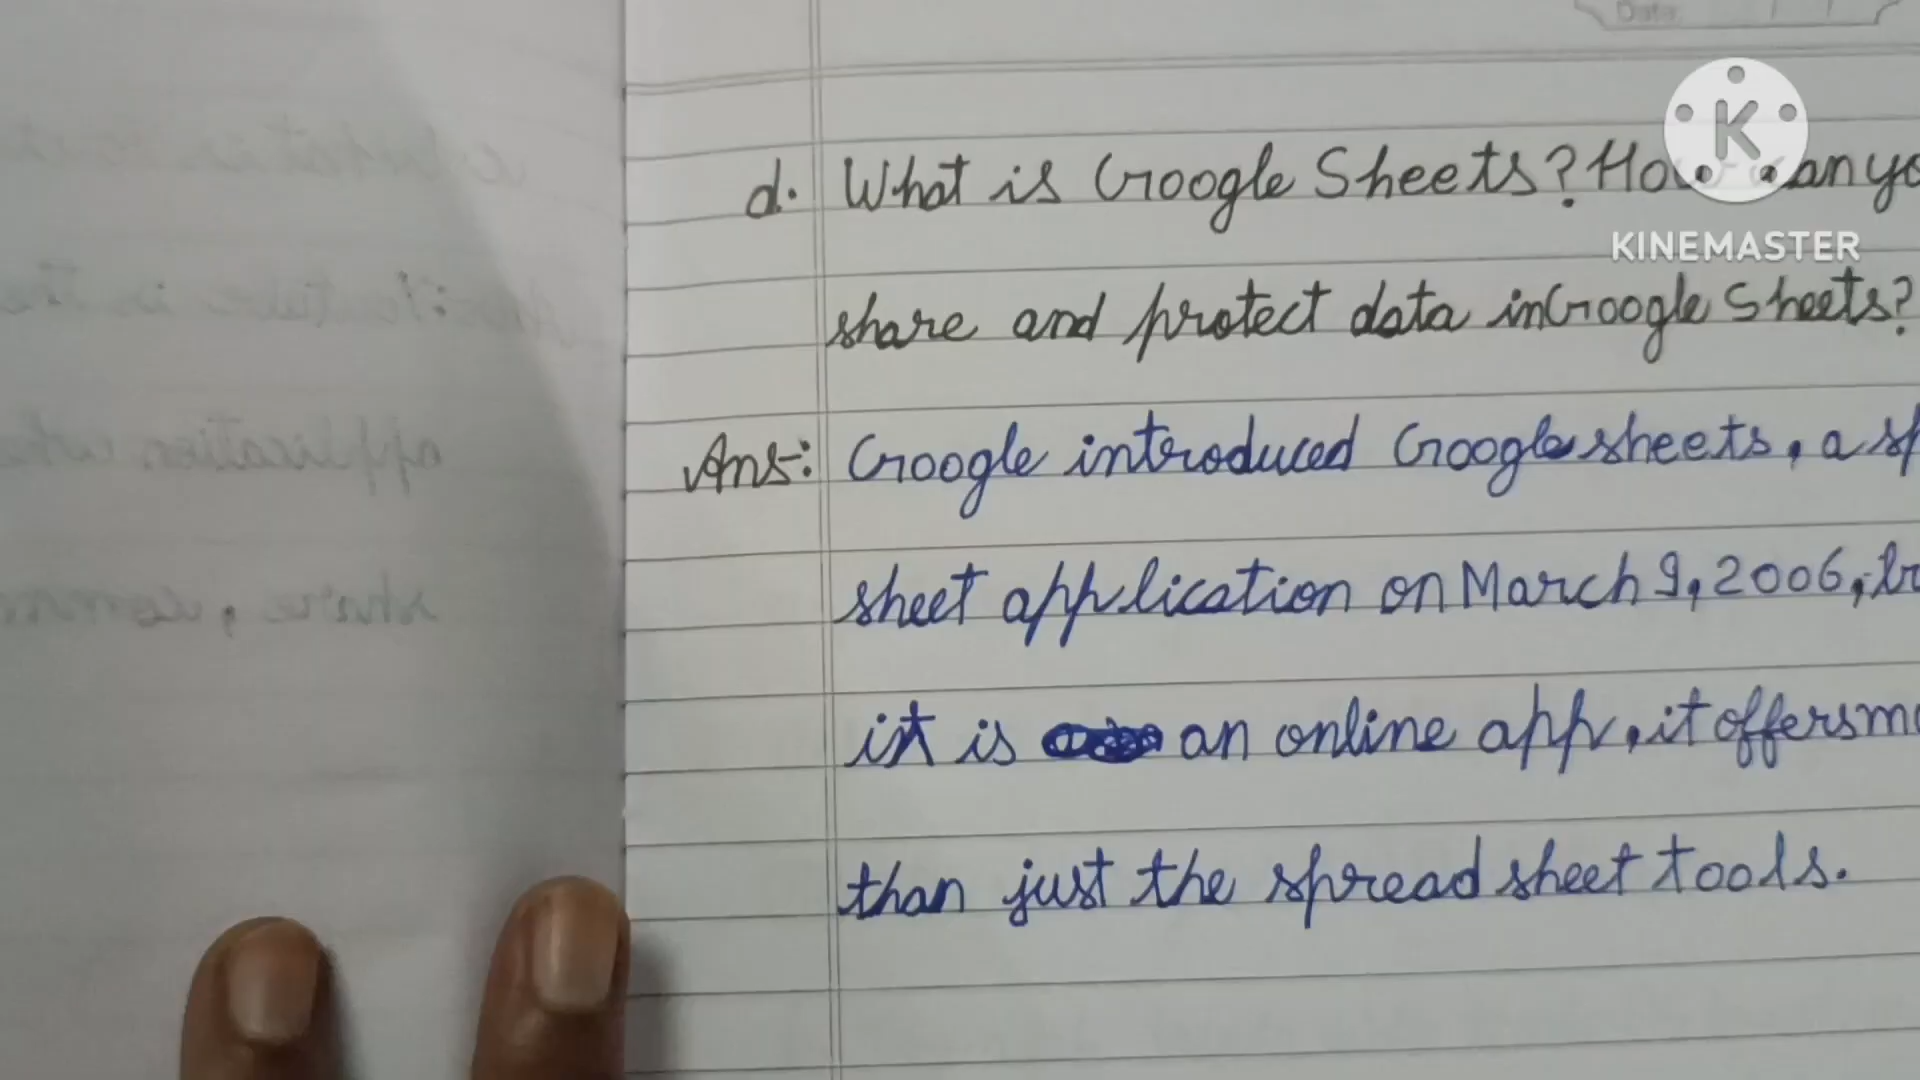 Date
K
d. What is Google Sheets? How can yo
KINEMASTER
share and protect data in Google Sheets?
Ans: Google introduced Google sheets, a sp
sheet application on March 9, 2006,
it is an online app, it offers mo
than just the spread sheet tools.